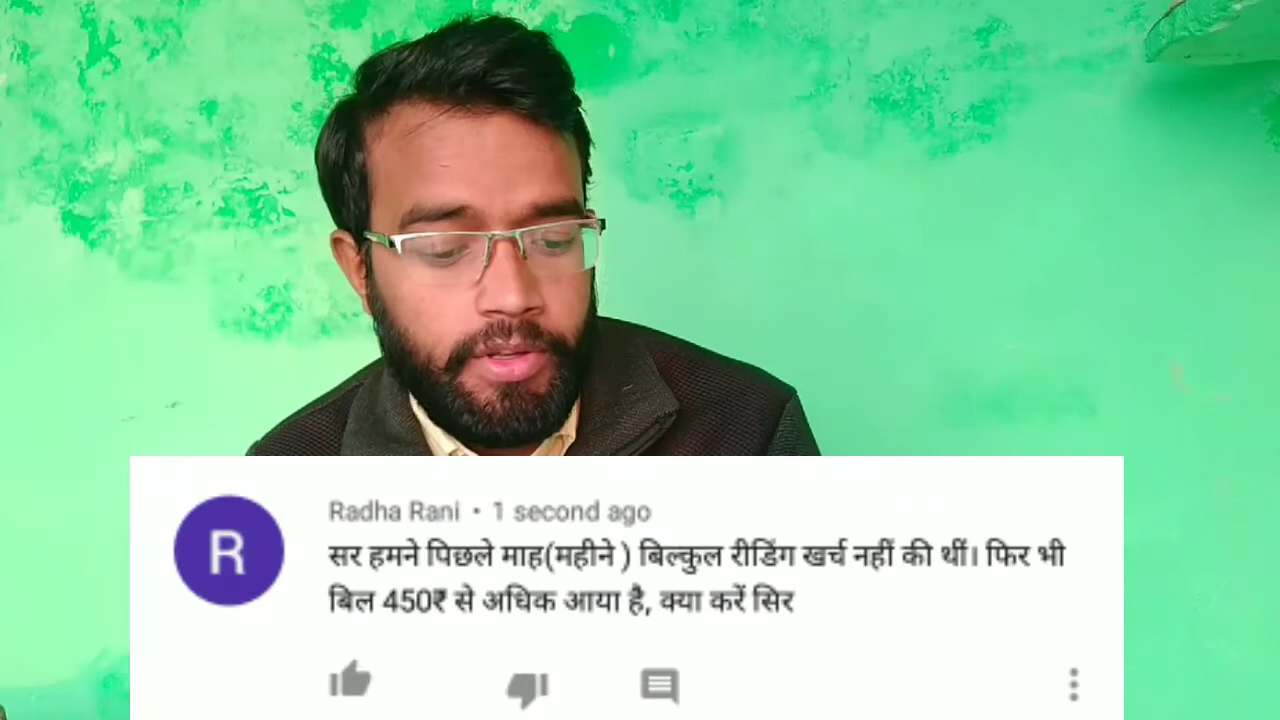 R
Radha Rani • 1 second ago
सर हमने पिछले माह(महीने ) बिल्कुल रीडिंग खर्च नहीं की थीं। फिर भी
बिल 450₹ से अधिक आया है, क्या करें सिर